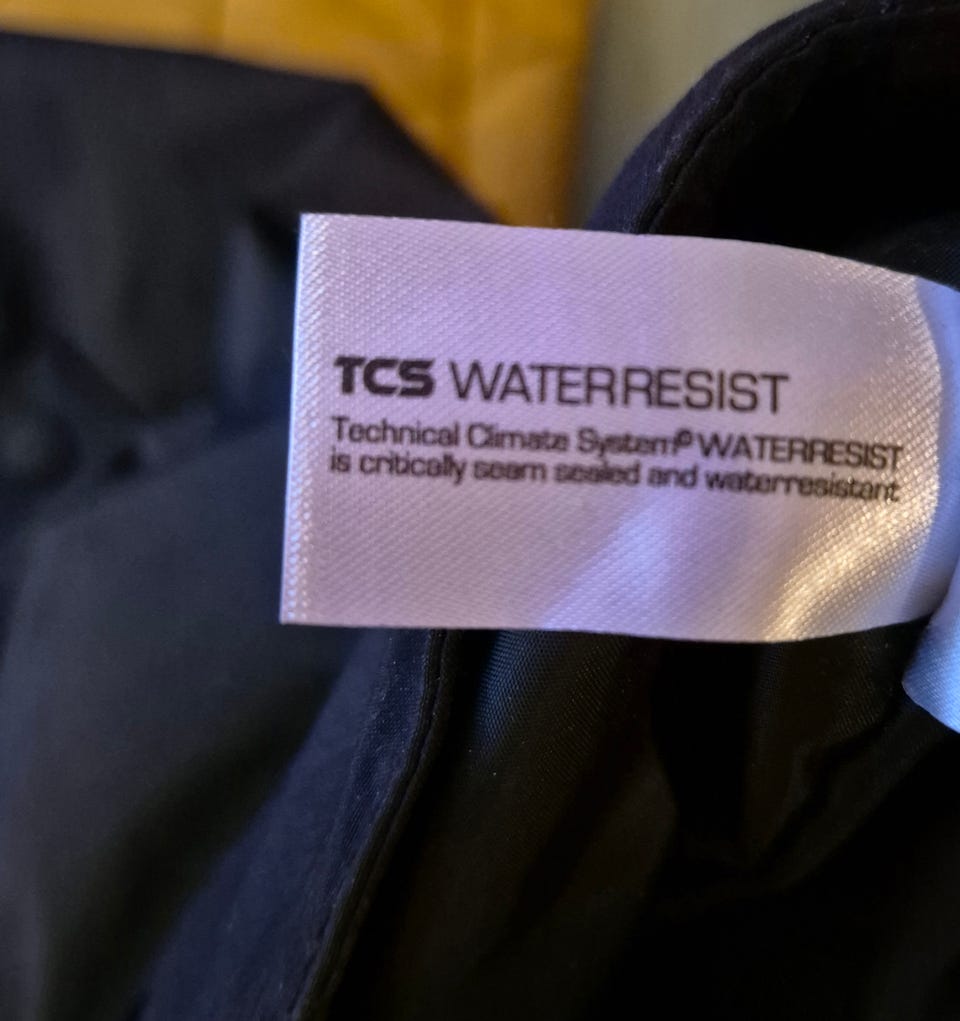 TCS WATERRESIST
Technical Climate System® WATERRESIST
is critically seam sealed and waterresistant